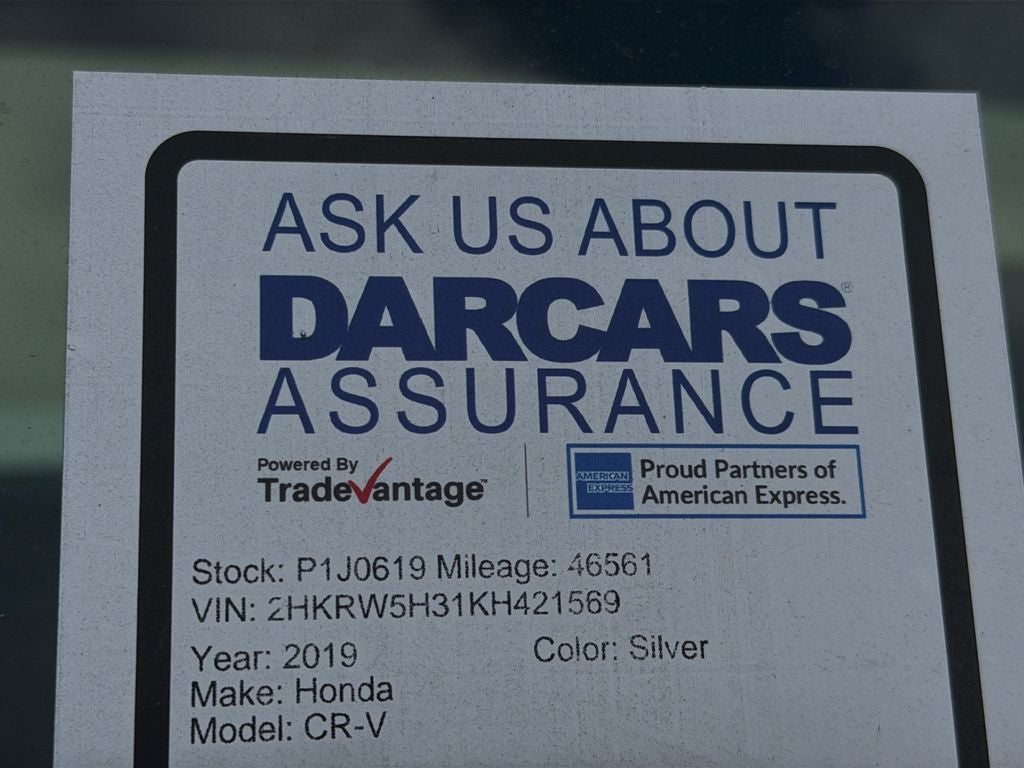 ASK US ABOUT
DARCARS®
ASSURANCE
Powered By
TradeVantage™
AMERICAN EXPRESS
Proud Partners of
American Express.
Stock: P1J0619 Mileage: 46561
VIN: 2HKRW5H31KH421569
Year: 2019 Color: Silver
Make: Honda
Model: CR-V